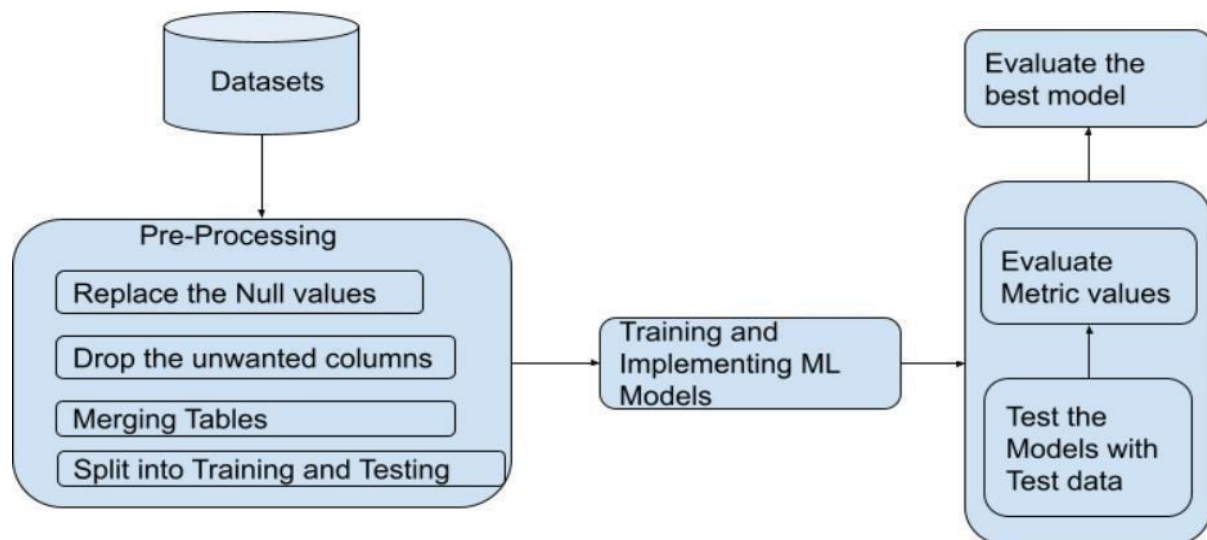 Datasets
Pre-Processing
Replace the Null values
Drop the unwanted columns
Merging Tables
Split into Training and Testing
Training and
Implementing ML
Models
Evaluate the
best model
Evaluate
Metric values
Test the
Models with
Test data